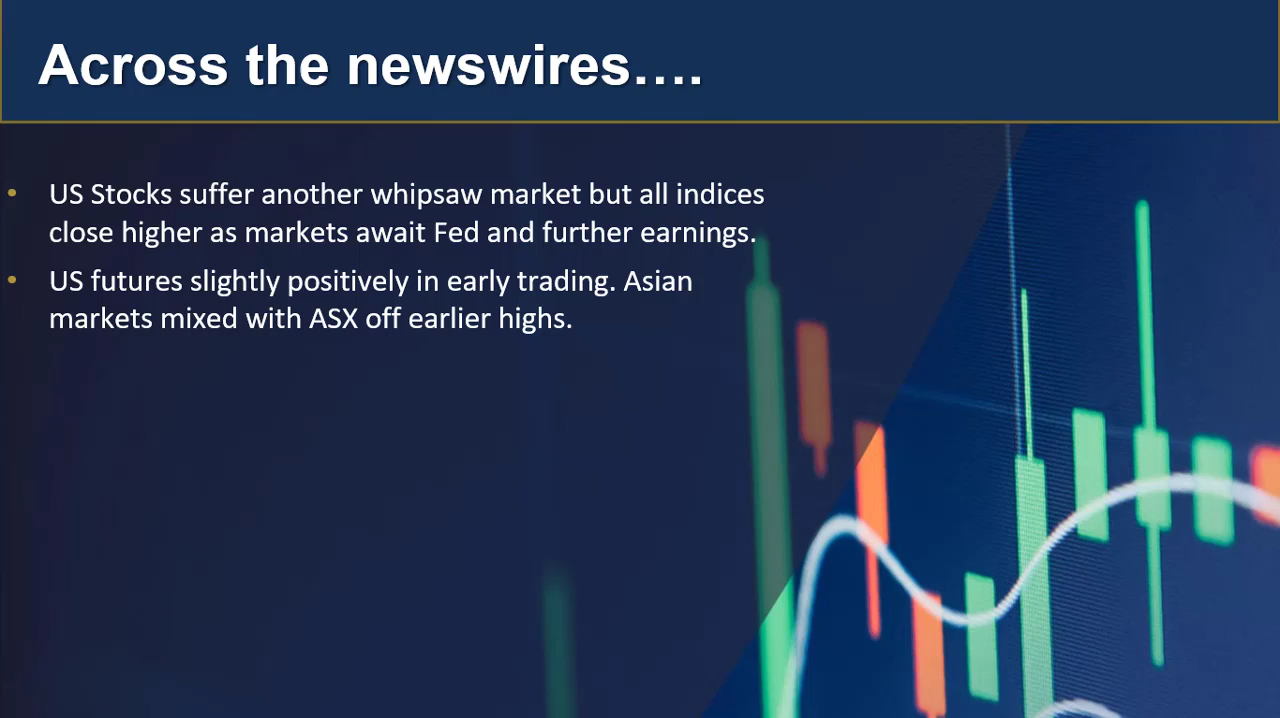 Across the newswires….
• US Stocks suffer another whipsaw market but all indices
close higher as markets await Fed and further earnings.
• US futures slightly positively in early trading. Asian
markets mixed with ASX off earlier highs.